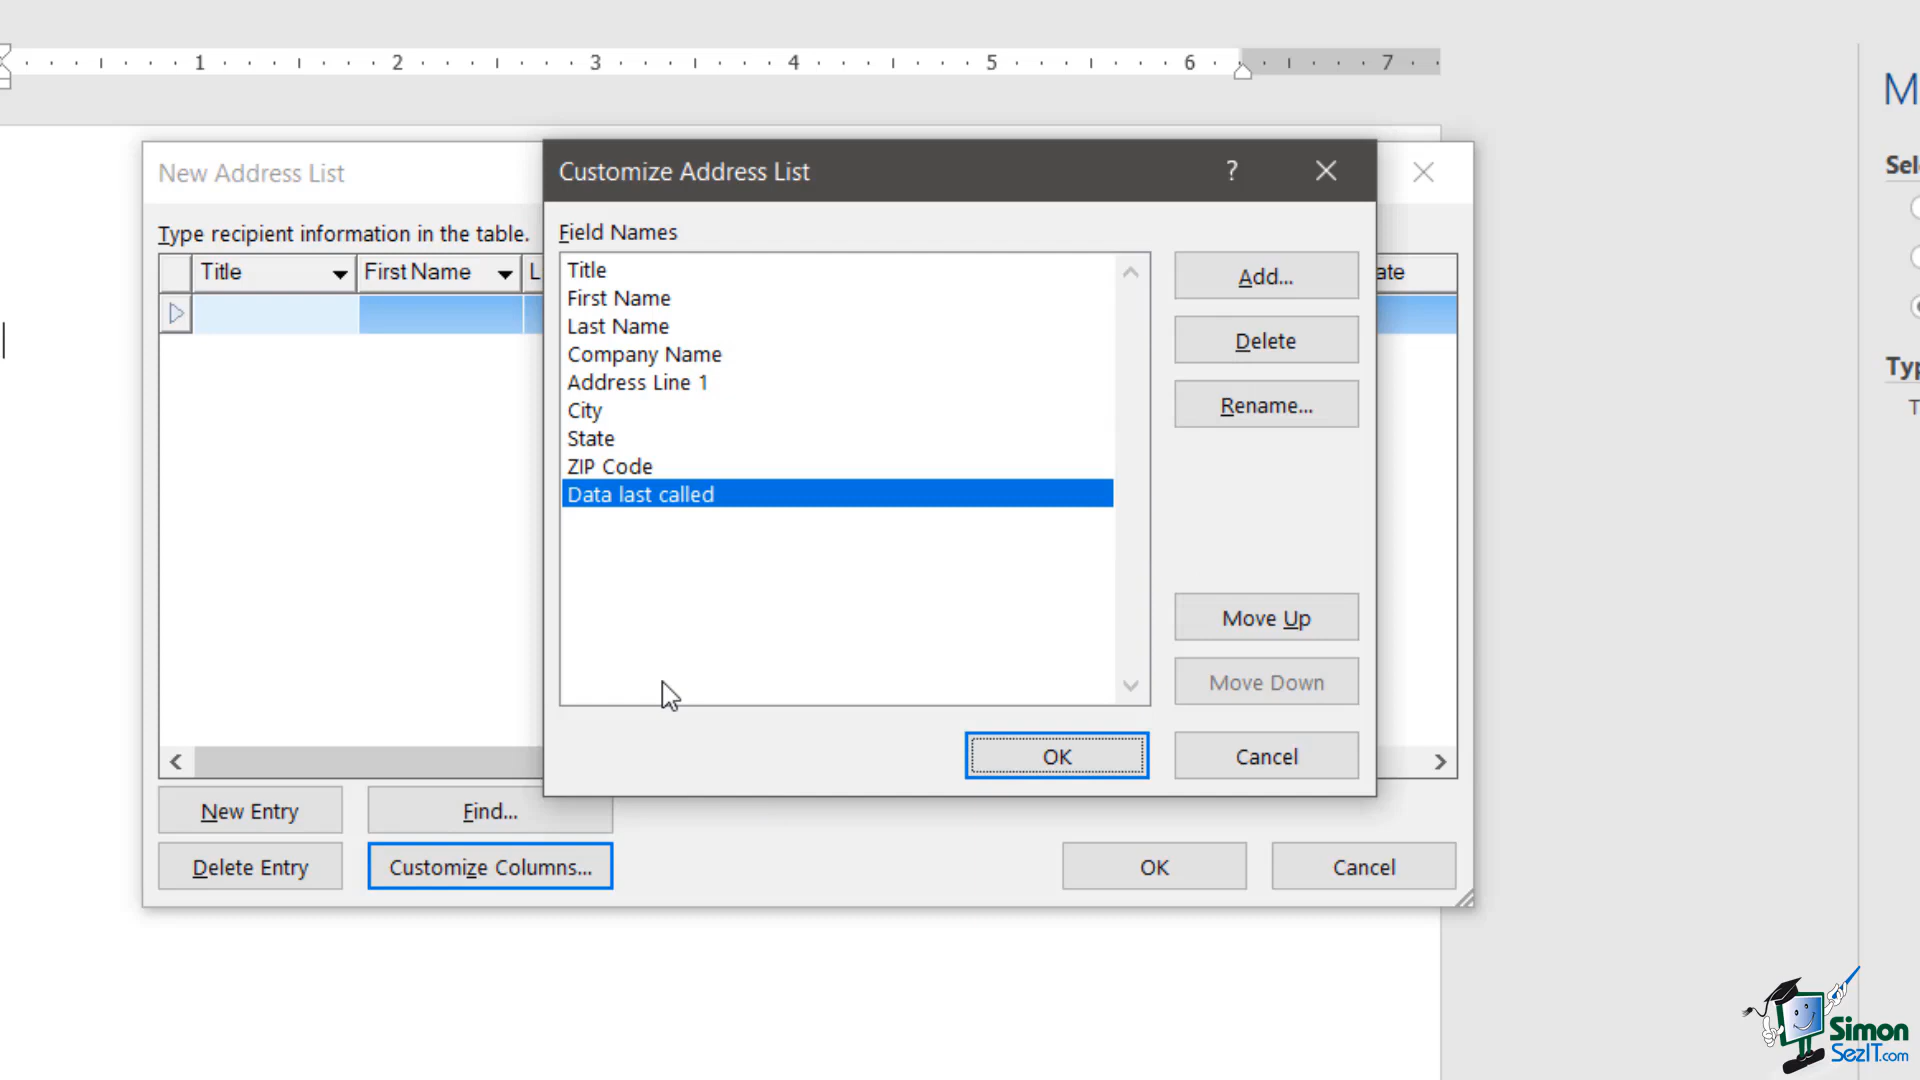 1 2 3 4 5 6 7
M
Sel
Typ
T
New Address List
Type recipient information in the table.
Title First Name L ate
New Entry Find...
Delete Entry Customize Columns... OK Cancel
Customize Address List ?
Field Names
Title
First Name
Last Name
Company Name
Address Line 1
City
State
ZIP Code
Data last called
Add...
Delete
Rename...
Move Up
Move Down
OK Cancel
Simon
SezIT.com